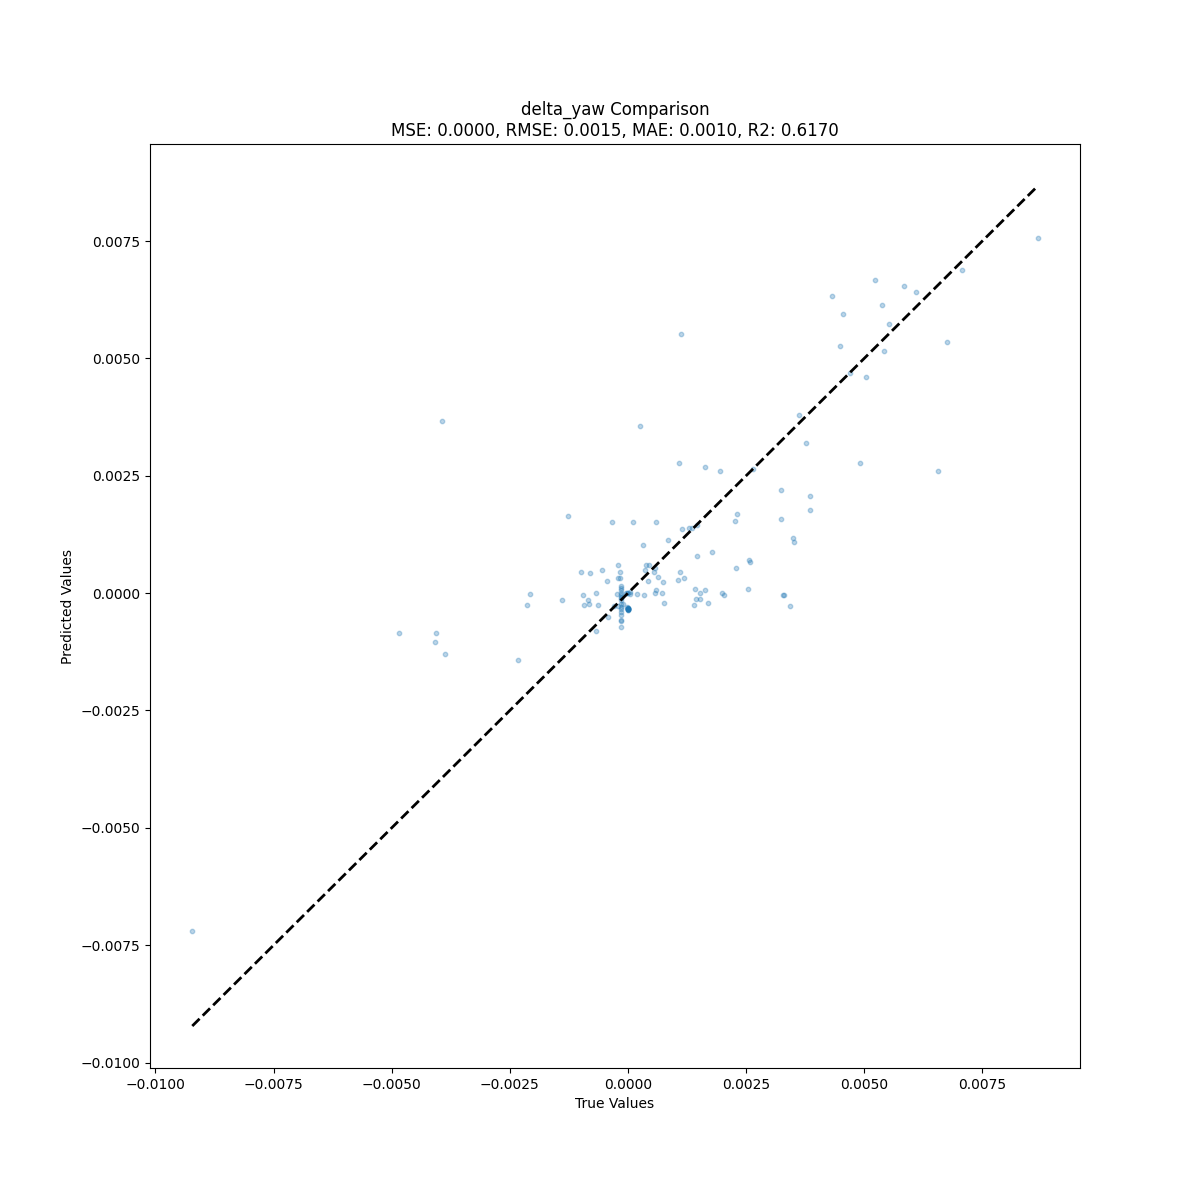 delta_yaw Comparison
MSE: 0.0000, RMSE: 0.0015, MAE: 0.0010, R2: 0.6170
Predicted Values
0.0075
0.0050
0.0025
0.0000
−0.0025
−0.0050
−0.0075
−0.0100
−0.0100 −0.0075 −0.0050 −0.0025 0.0000 0.0025 0.0050 0.0075
True Values